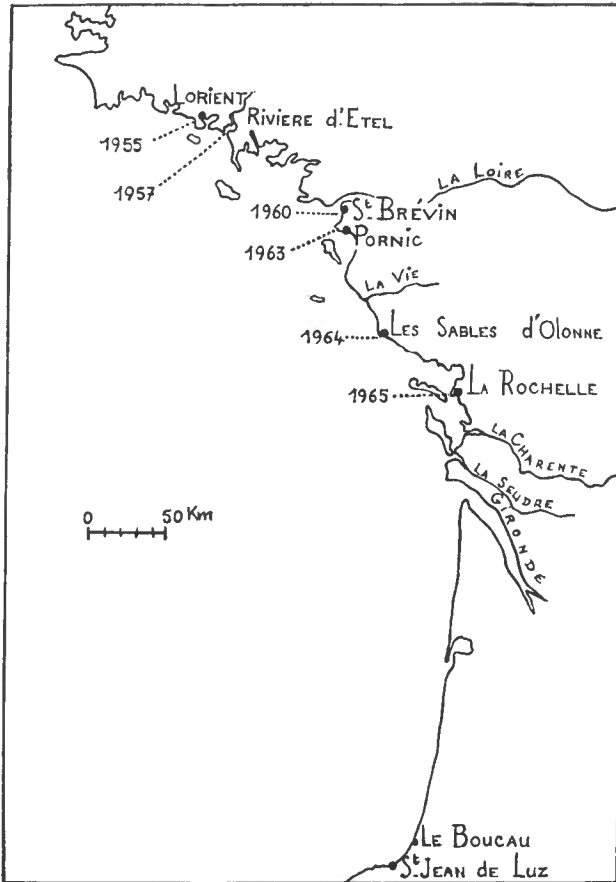 LORIENT
RIVIERE d'ETEL
1955
1957
LA LOIRE
1960
St BRÉVIN
PORNIC
1963
LA VIE
LES SABLES d'OLONNE
1964
LA ROCHELLE
1965
LA CHARENTE
LA SEUDRE
GIRONDE
0 50 Km
LE BOUCAU
St JEAN DE LUZ